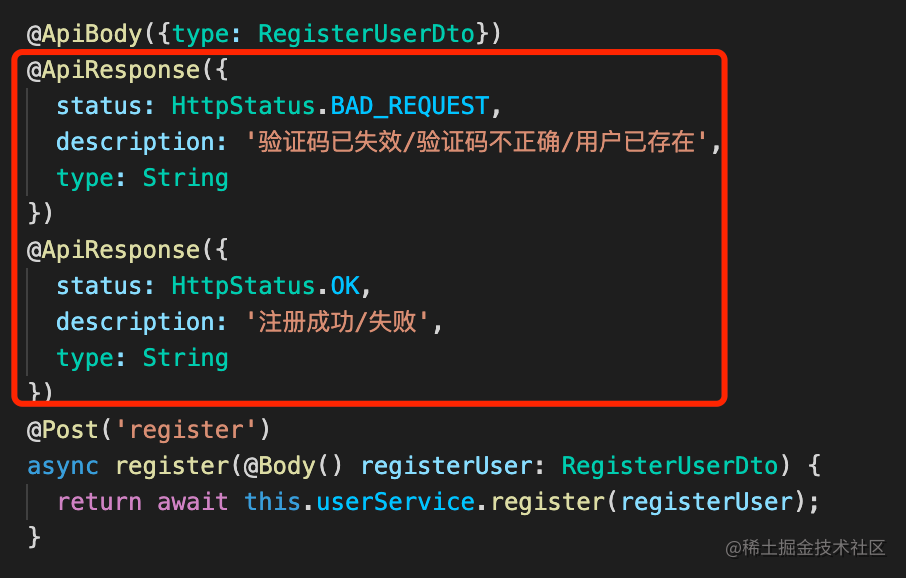 @ApiBody({type: RegisterUserDto})
@ApiResponse({
  status: HttpStatus.BAD_REQUEST,
  description: '验证码已失效/验证码不正确/用户已存在',
  type: String
})
@ApiResponse({
  status: HttpStatus.OK,
  description: '注册成功/失败',
  type: String
})
@Post('register')
async register(@Body() registerUser: RegisterUserDto) {
  return await this.userService.register(registerUser);
}
@稀土掘金技术社区